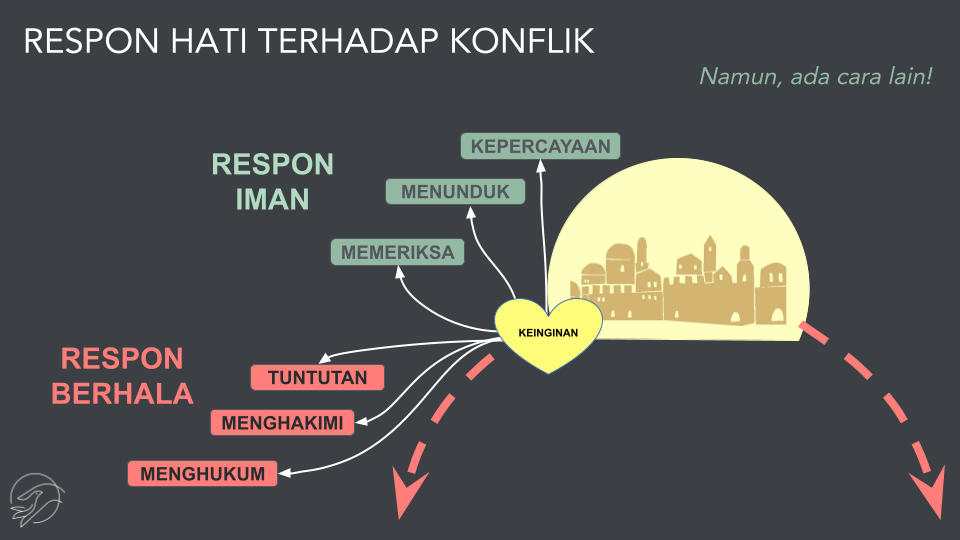 RESPON HATI TERHADAP KONFLIK
Namun, ada cara lain!
KEPERCAYAAN
RESPON
IMAN
MENUNDUK
MEMERIKSA
KEINGINAN
RESPON
BERHALA
TUNTUTAN
MENGHAKIMI
MENGHUKUM